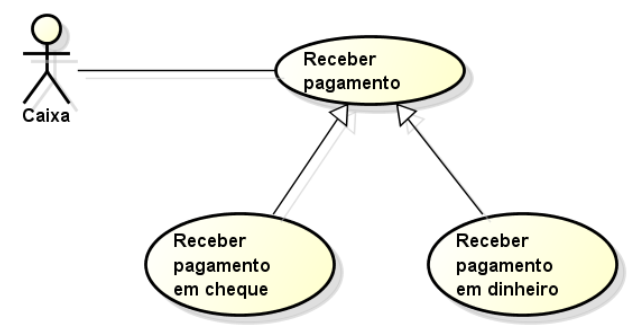 Receber
pagamento
Caixa
Receber
pagamento
em cheque
Receber
pagamento
em dinheiro